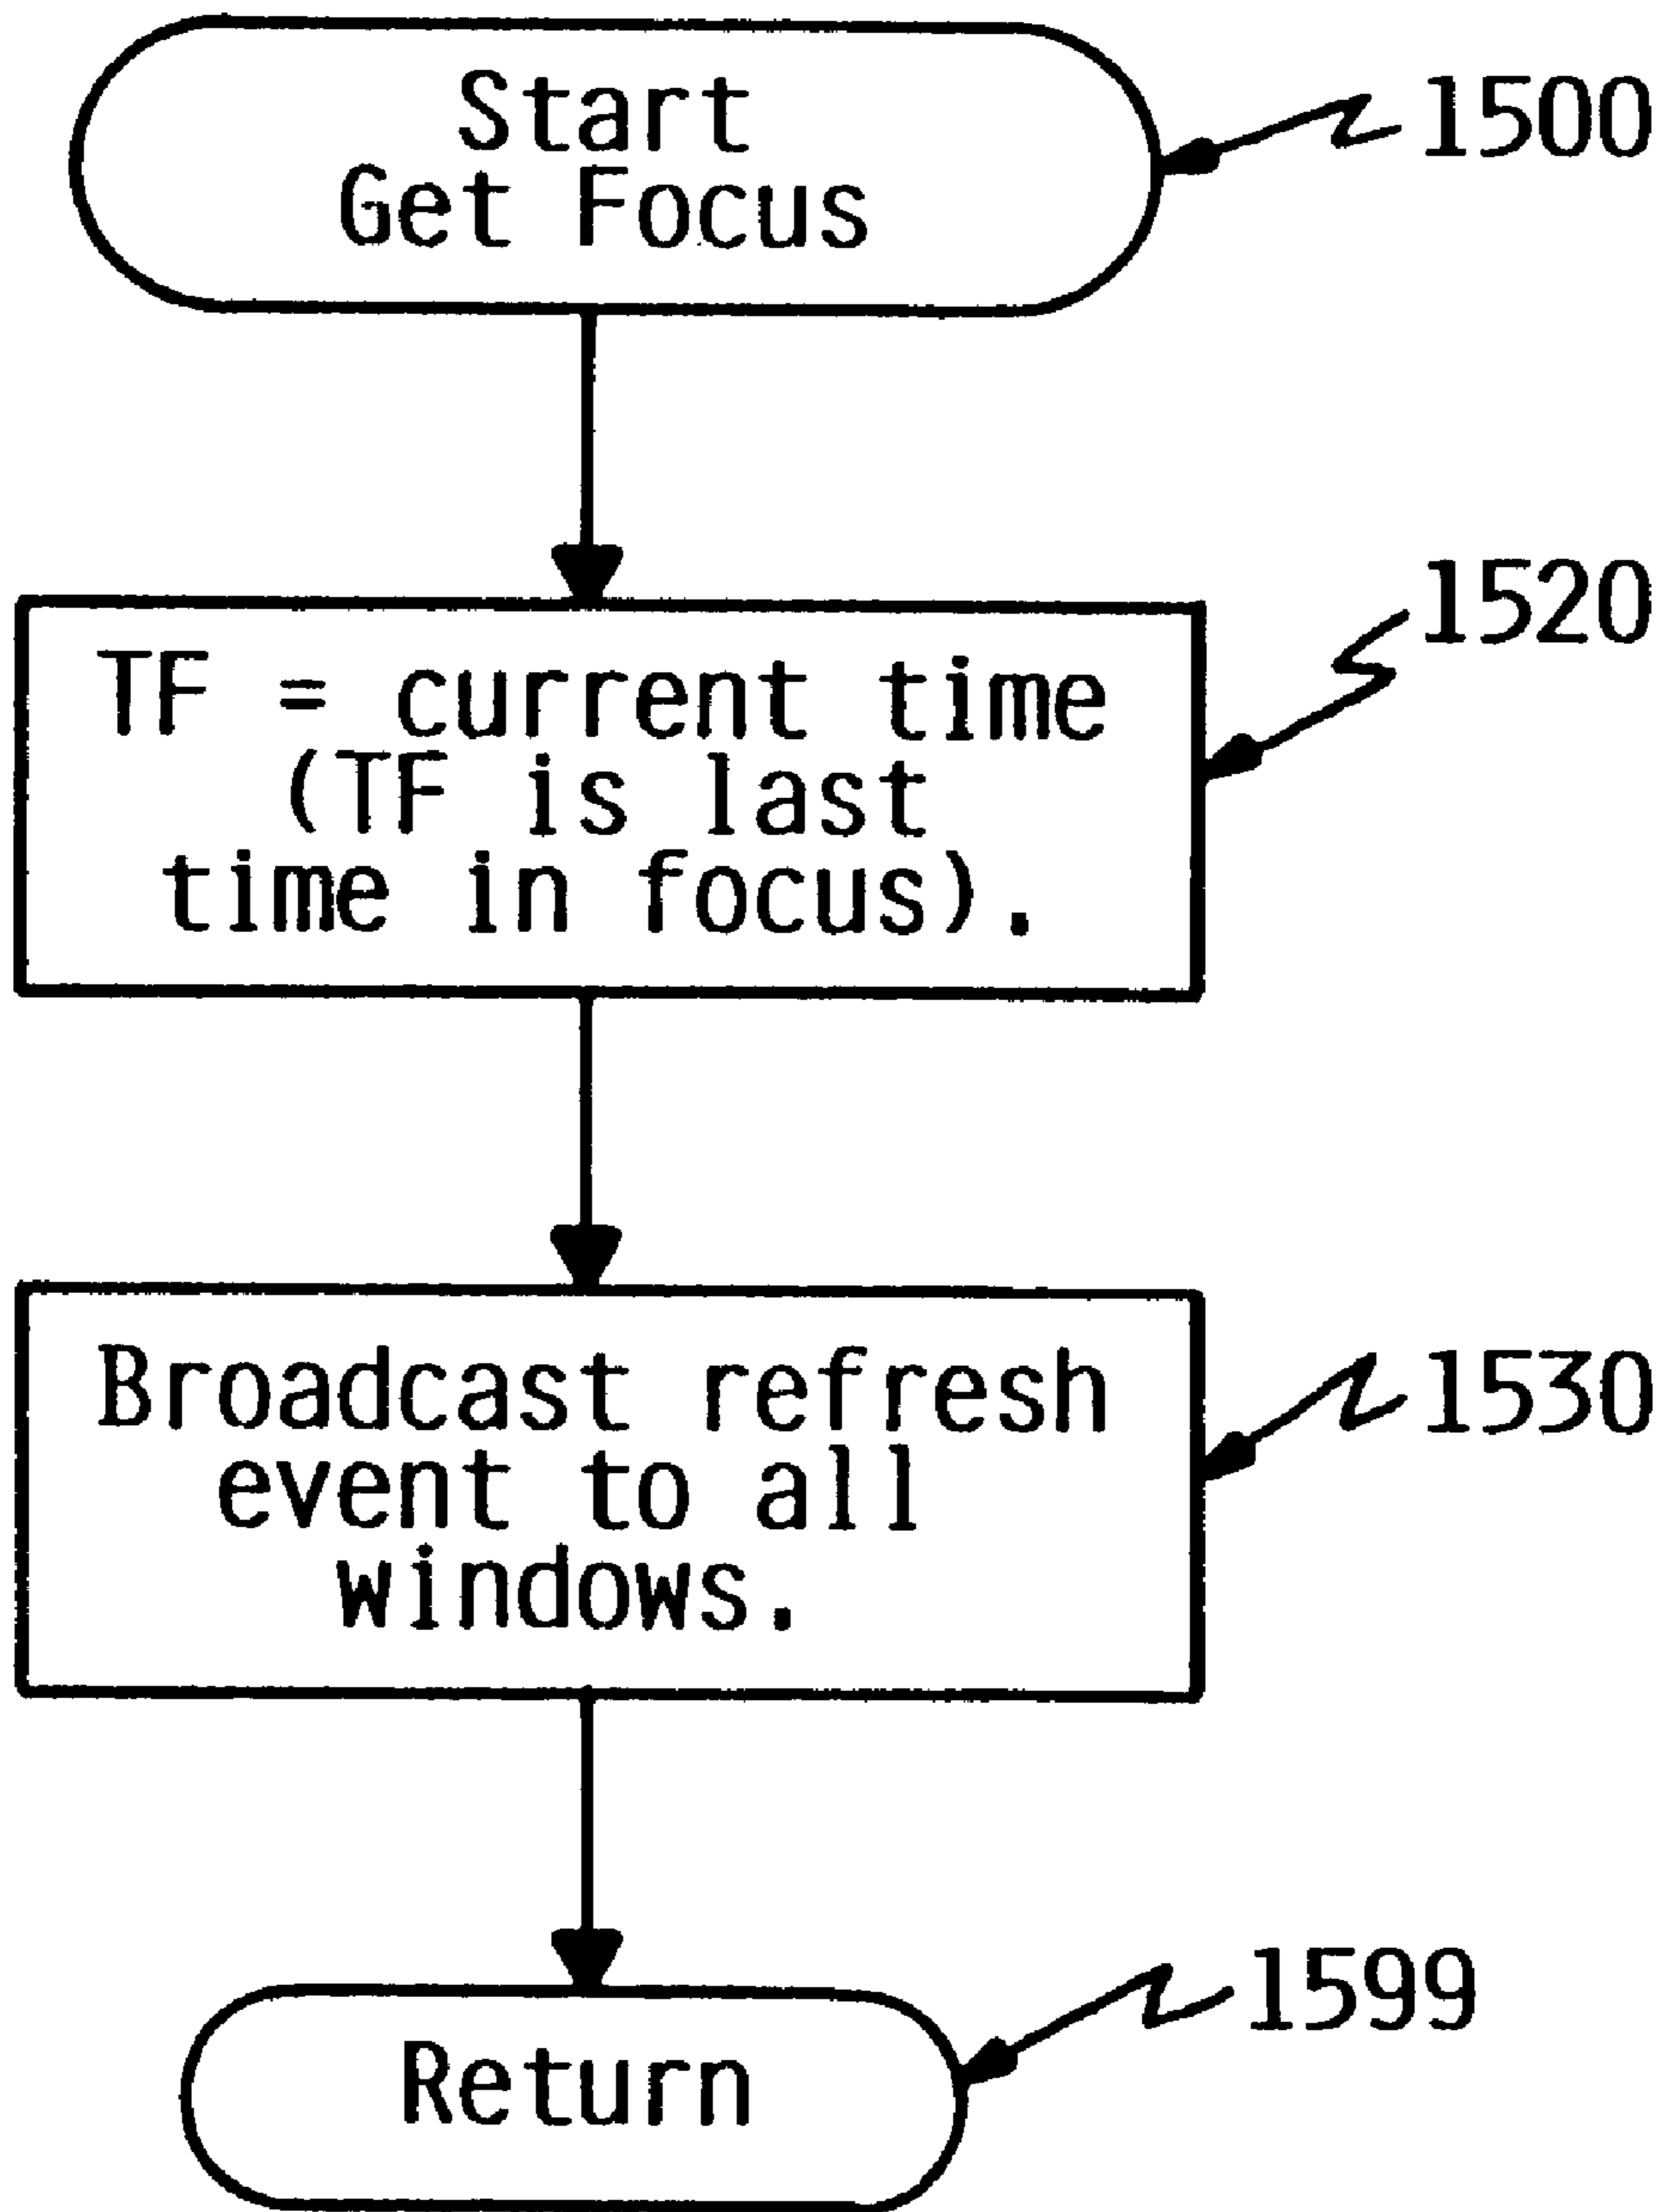 Start
Get Focus
1500
1520
TF = current time
(TF is last
time in focus).
Broadcast refresh
event to all
windows.
1530
1599
Return